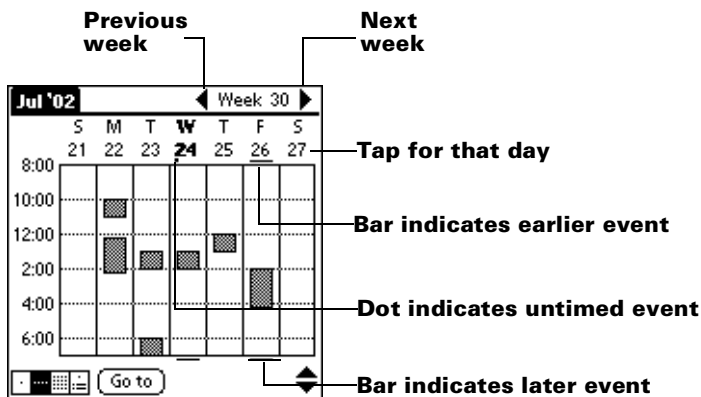 Previous week
Next week
Jul '02
Week 30
S M T W T F S
21 22 23 24 25 26 27
Tap for that day
8:00
10:00
Bar indicates earlier event
12:00
2:00
4:00
Dot indicates untimed event
6:00
Go to
Bar indicates later event